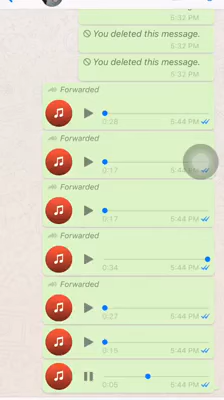 5:32 PM
You deleted this message.
5:32 PM
You deleted this message.
5:32 PM
Forwarded
0:28 5:44 PM
Forwarded
0:17 5:44 PM
Forwarded
0:17 5:44 PM
Forwarded
0:34 5:44 PM
Forwarded
0:27 5:44 PM
0:15 5:44 PM
0:05 5:44 PM